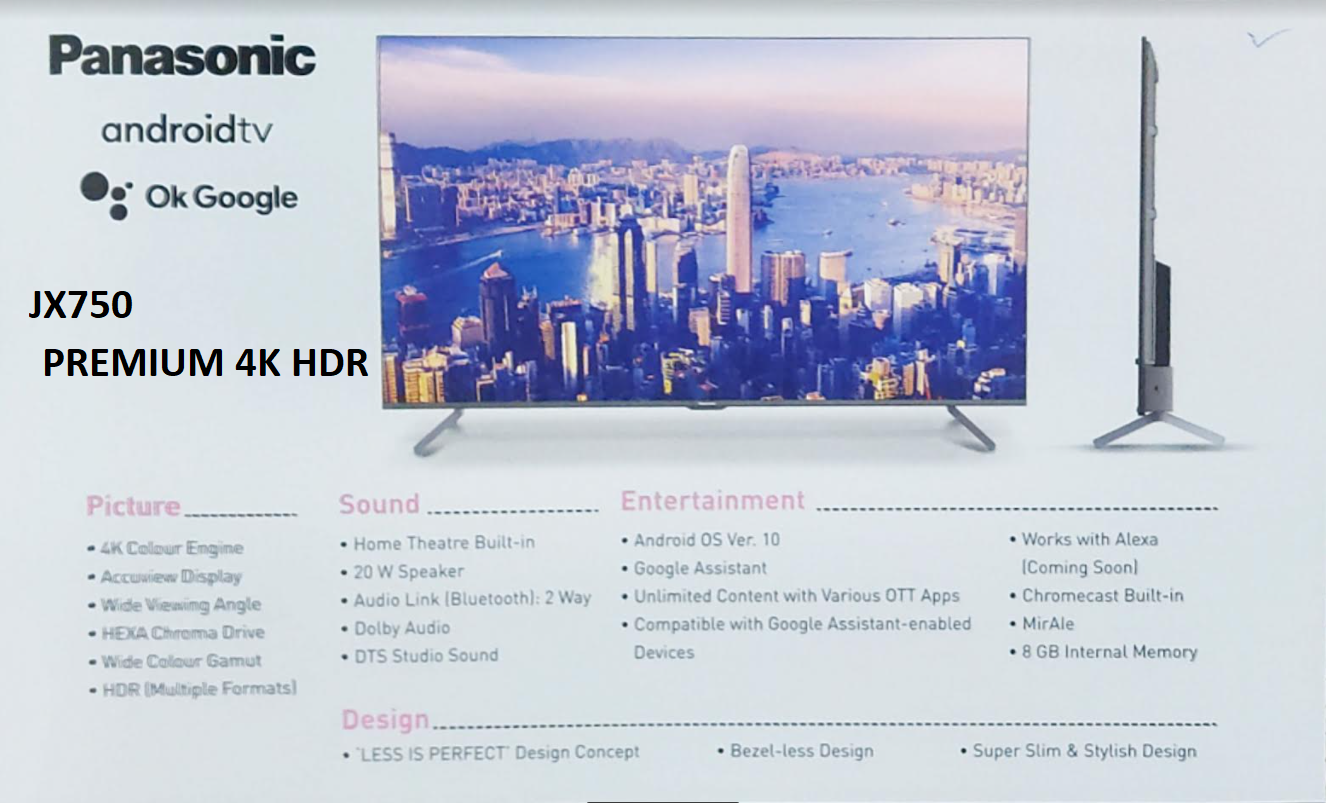 Panasonic
androidtv
Ok Google
JX750
PREMIUM 4K HDR
Picture
• 4K Colour Engine
• Accuview Display
• Wide Viewing Angle
• HEXA Chroma Drive
• Wide Colour Gamut
• HDR (Multiple Formats)
Sound
• Home Theatre Built-in
• 20 W Speaker
• Audio Link (Bluetooth): 2 Way
• Dolby Audio
• DTS Studio Sound
Entertainment
• Android OS Ver. 10
• Google Assistant
• Unlimited Content with Various OTT Apps
• Compatible with Google Assistant-enabled
Devices
• Works with Alexa
(Coming Soon)
• Chromecast Built-in
• MirAIe
• 8 GB Internal Memory
Design
• "LESS IS PERFECT" Design Concept
• Bezel-less Design
• Super Slim & Stylish Design